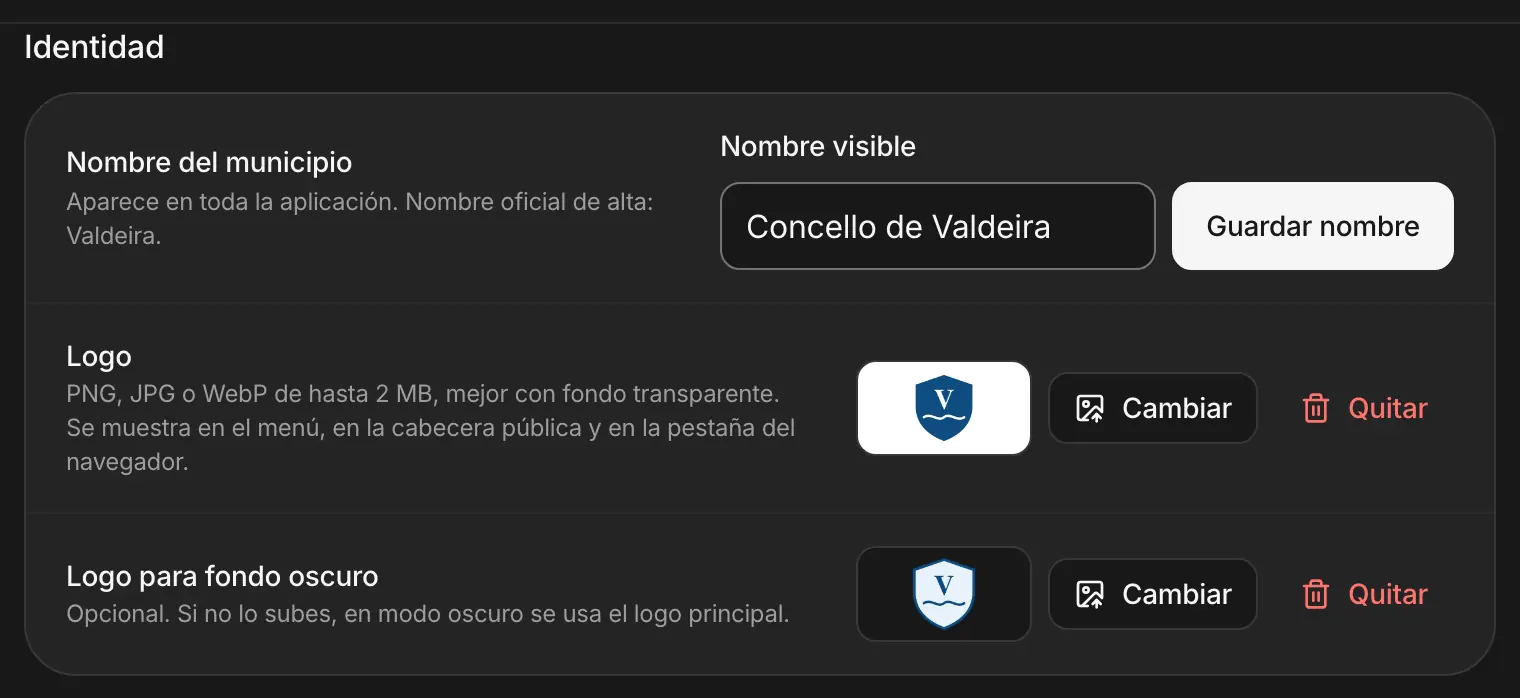 Identidad
Nombre del municipio
Aparece en toda la aplicación. Nombre oficial de alta:
Valdeira.
Nombre visible
Concello de Valdeira
Guardar nombre
Logo
PNG, JPG o WebP de hasta 2 MB, mejor con fondo transparente.
Se muestra en el menú, en la cabecera pública y en la pestaña del
navegador.
V
Cambiar
Quitar
Logo para fondo oscuro
Opcional. Si no lo subes, en modo oscuro se usa el logo principal.
V
Cambiar
Quitar